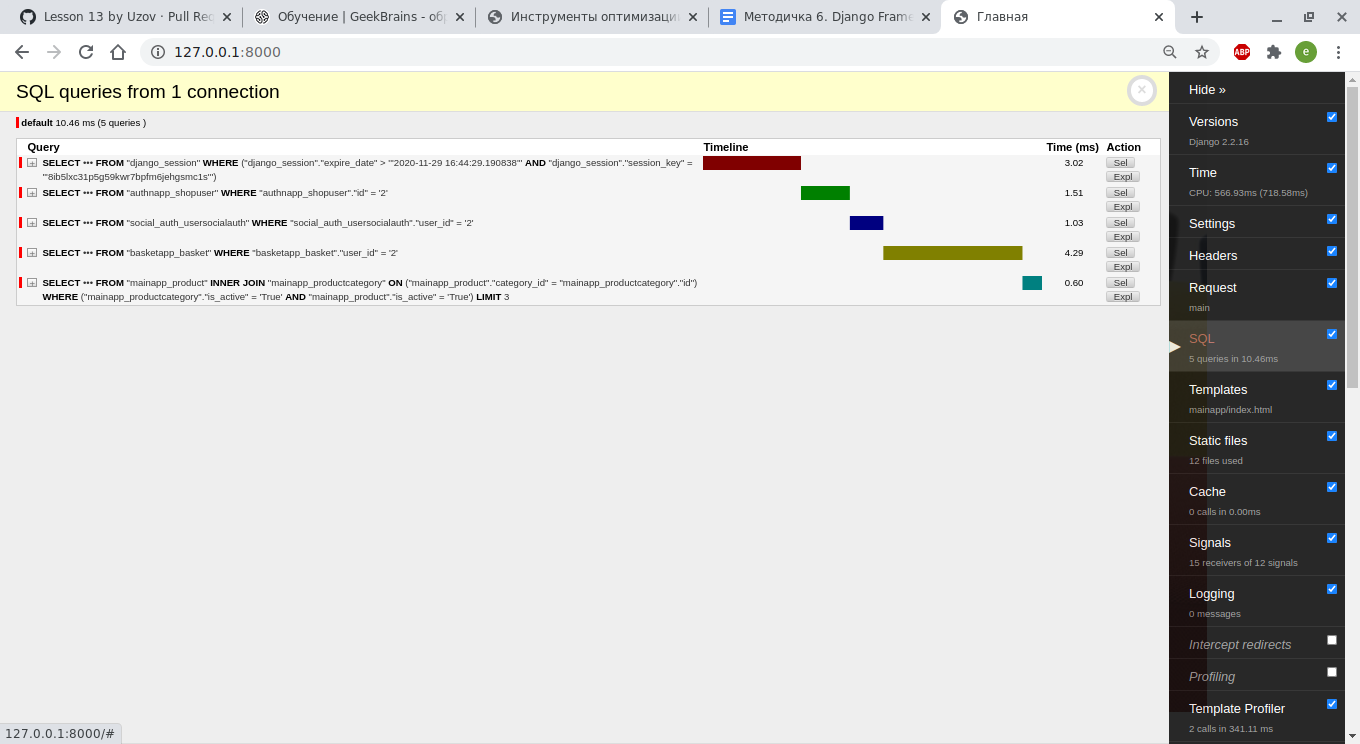 Lesson 13 by Uzov · Pull Req
Обучение | GeekBrains - об
Инструменты оптимизаци
Методичка 6. Django Frame
Главная
127.0.0.1:8000
ABP
e
SQL queries from 1 connection
default 10.46 ms (5 queries )
Query Timeline Time (ms) Action
SELECT ••• FROM "django_session" WHERE ("django_session"."expire_date" > '"2020-11-29 16:44:29.190838"' AND "django_session"."session_key" = 3.02 Sel
'"8ib5lxc31p5g59kwr7bpfm6jehgsmc1s"') Expl
SELECT ••• FROM "authnapp_shopuser" WHERE "authnapp_shopuser"."id" = '2' 1.51 Sel
Expl
SELECT ••• FROM "social_auth_usersocialauth" WHERE "social_auth_usersocialauth"."user_id" = '2' 1.03 Sel
Expl
SELECT ••• FROM "basketapp_basket" WHERE "basketapp_basket"."user_id" = '2' 4.29 Sel
Expl
SELECT ••• FROM "mainapp_product" INNER JOIN "mainapp_productcategory" ON ("mainapp_product"."category_id" = "mainapp_productcategory"."id") 0.60 Sel
WHERE ("mainapp_productcategory"."is_active" = 'True' AND "mainapp_product"."is_active" = 'True') LIMIT 3 Expl
Hide »
Versions
Django 2.2.16
Time
CPU: 566.93ms (718.58ms)
Settings
Headers
Request
main
SQL
5 queries in 10.46ms
Templates
mainapp/index.html
Static files
12 files used
Cache
0 calls in 0.00ms
Signals
15 receivers of 12 signals
Logging
0 messages
Intercept redirects
Profiling
Template Profiler
2 calls in 341.11 ms
127.0.0.1:8000/#